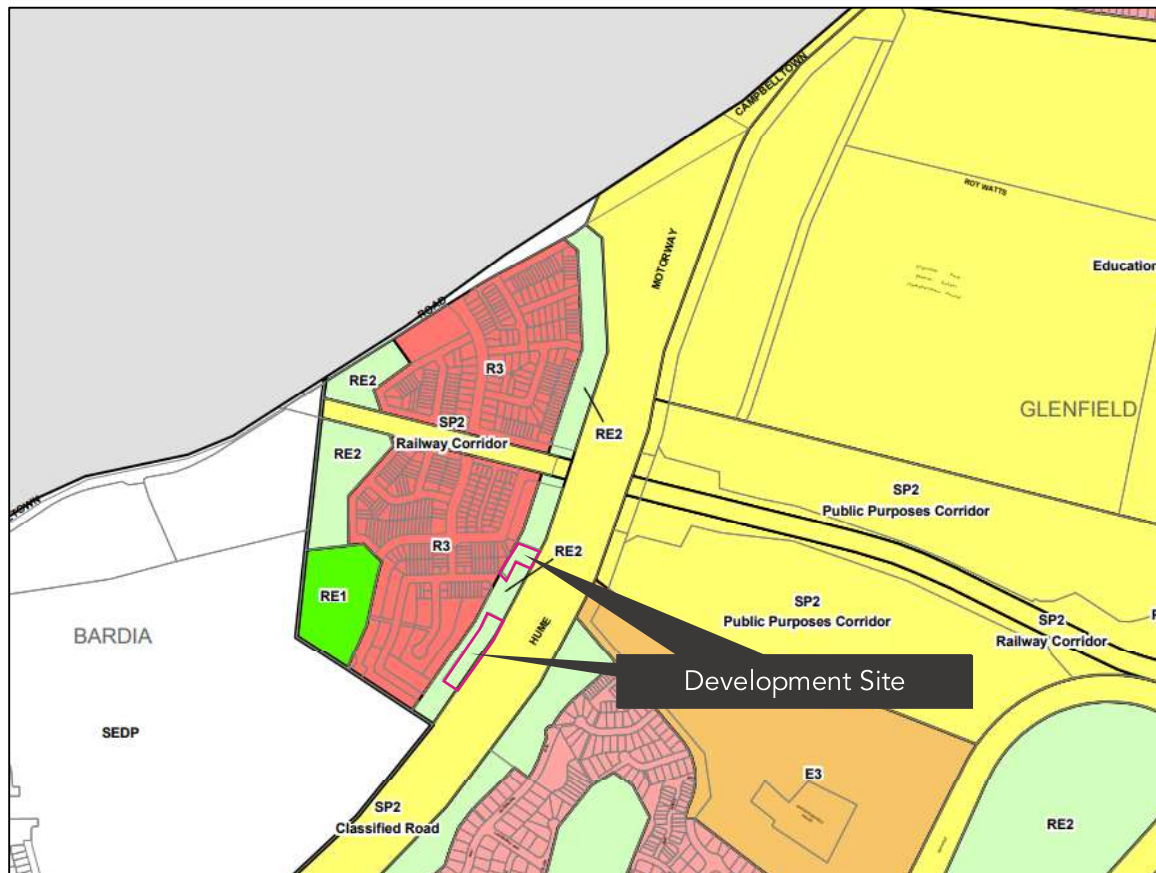 CAMPBELLTOWN
ROY WATTS
MOTORWAY
Education
ROAD
R3
RE2
GLENFIELD
SP2
Railway Corridor
RE2
RE2
SP2
Public Purposes Corridor
LTOWN
R3
RE2
RE1
SP2
Public Purposes Corridor
SP2
Railway Corridor
HUME
BARDIA
Development Site
SEDP
E3
SP2
Classified Road
RE2